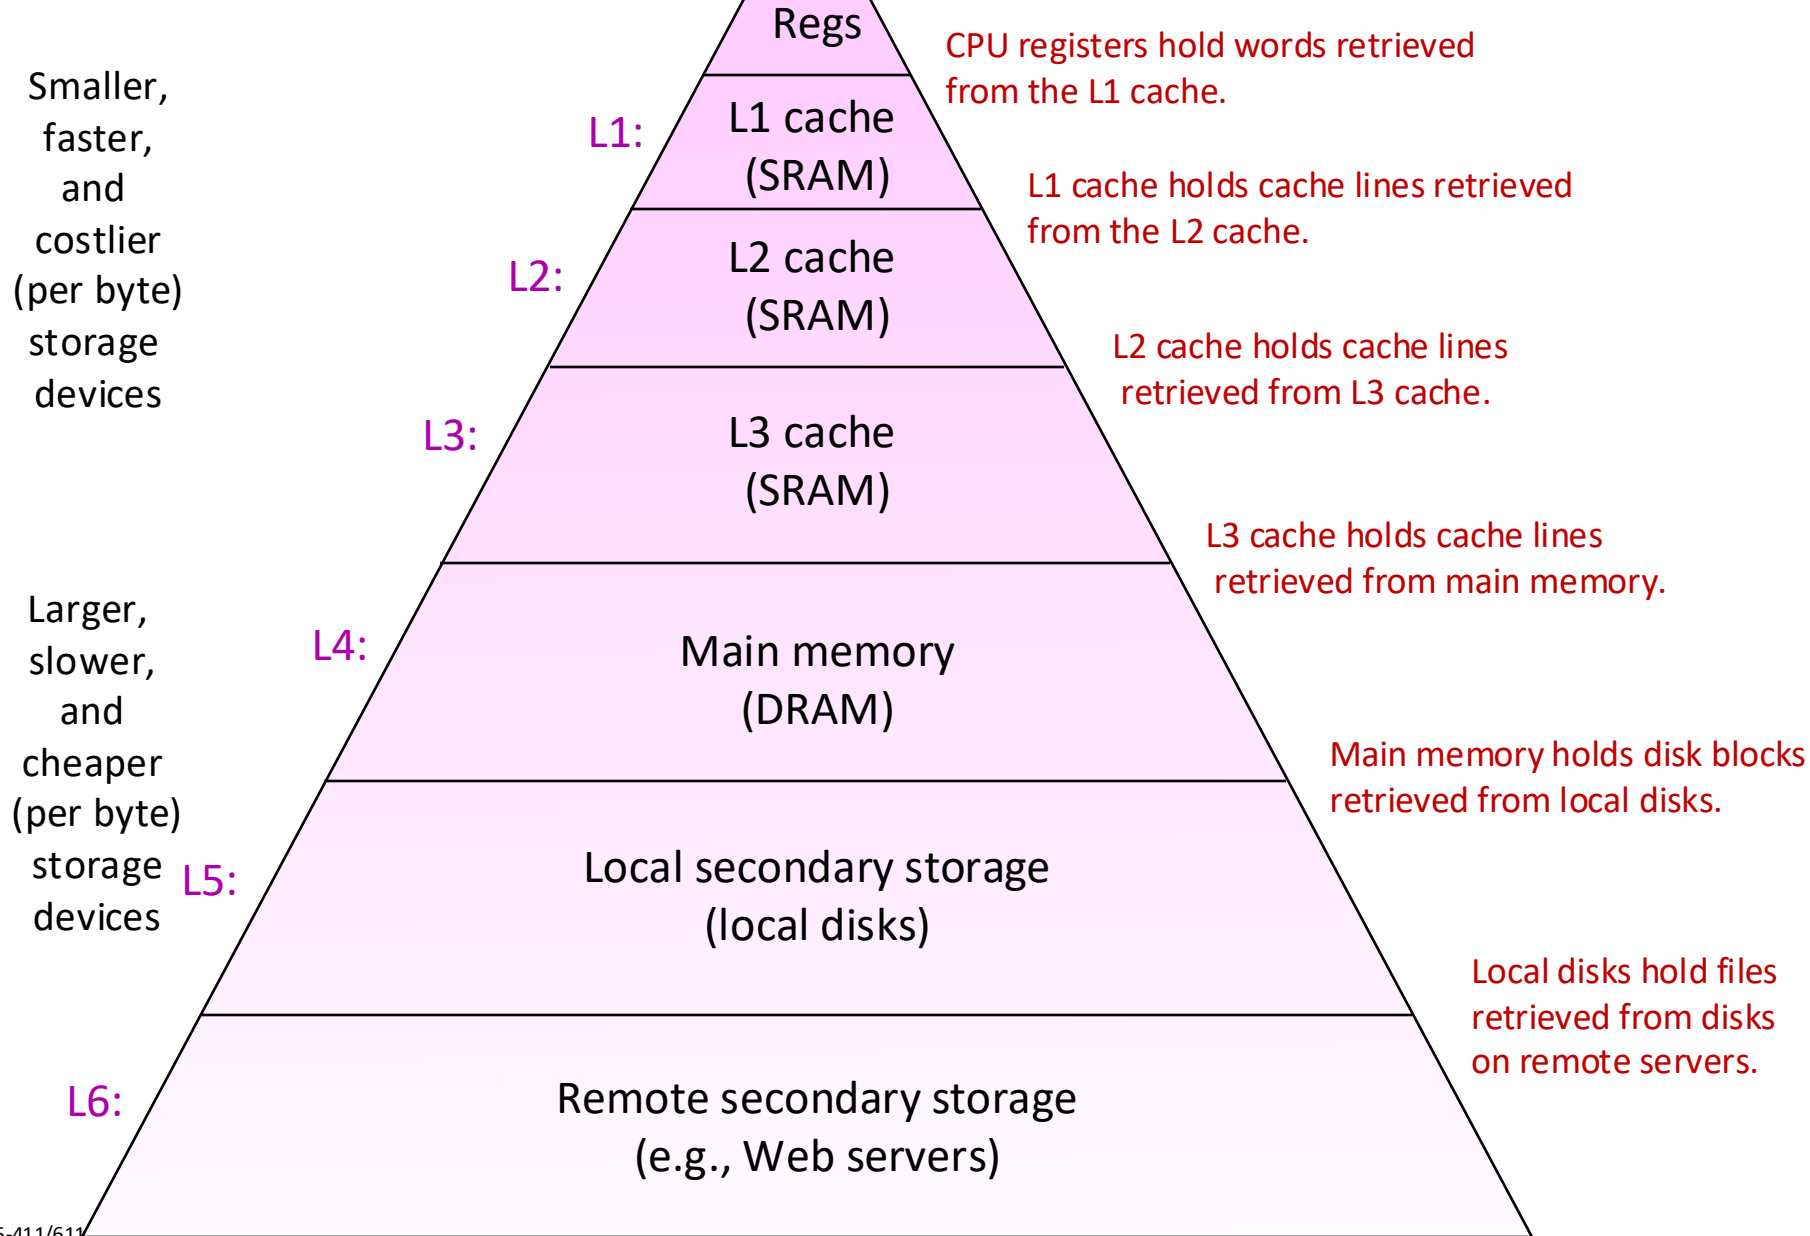 Regs
CPU registers hold words retrieved
from the L1 cache.
Smaller,
faster,
and
costlier
(per byte)
storage
devices
L1:
L1 cache
(SRAM)
L1 cache holds cache lines retrieved
from the L2 cache.
L2:
L2 cache
(SRAM)
L2 cache holds cache lines
retrieved from L3 cache.
L3:
L3 cache
(SRAM)
L3 cache holds cache lines
retrieved from main memory.
Larger,
slower,
and
cheaper
(per byte)
storage
devices
L4:
Main memory
(DRAM)
Main memory holds disk blocks
retrieved from local disks.
L5:
Local secondary storage
(local disks)
Local disks hold files
retrieved from disks
on remote servers.
L6:
Remote secondary storage
(e.g., Web servers)
-411/611